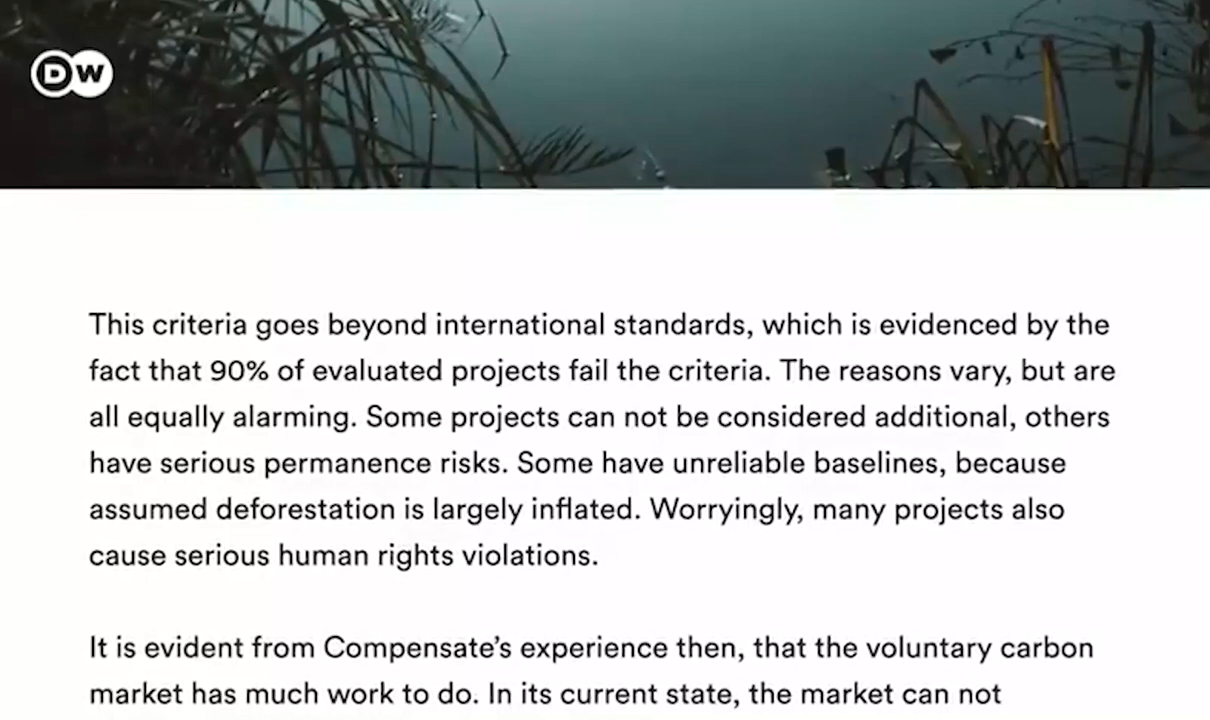 DW
This criteria goes beyond international standards, which is evidenced by the
fact that 90% of evaluated projects fail the criteria. The reasons vary, but are
all equally alarming. Some projects can not be considered additional, others
have serious permanence risks. Some have unreliable baselines, because
assumed deforestation is largely inflated. Worryingly, many projects also
cause serious human rights violations.
It is evident from Compensate’s experience then, that the voluntary carbon
market has much work to do. In its current state, the market can not